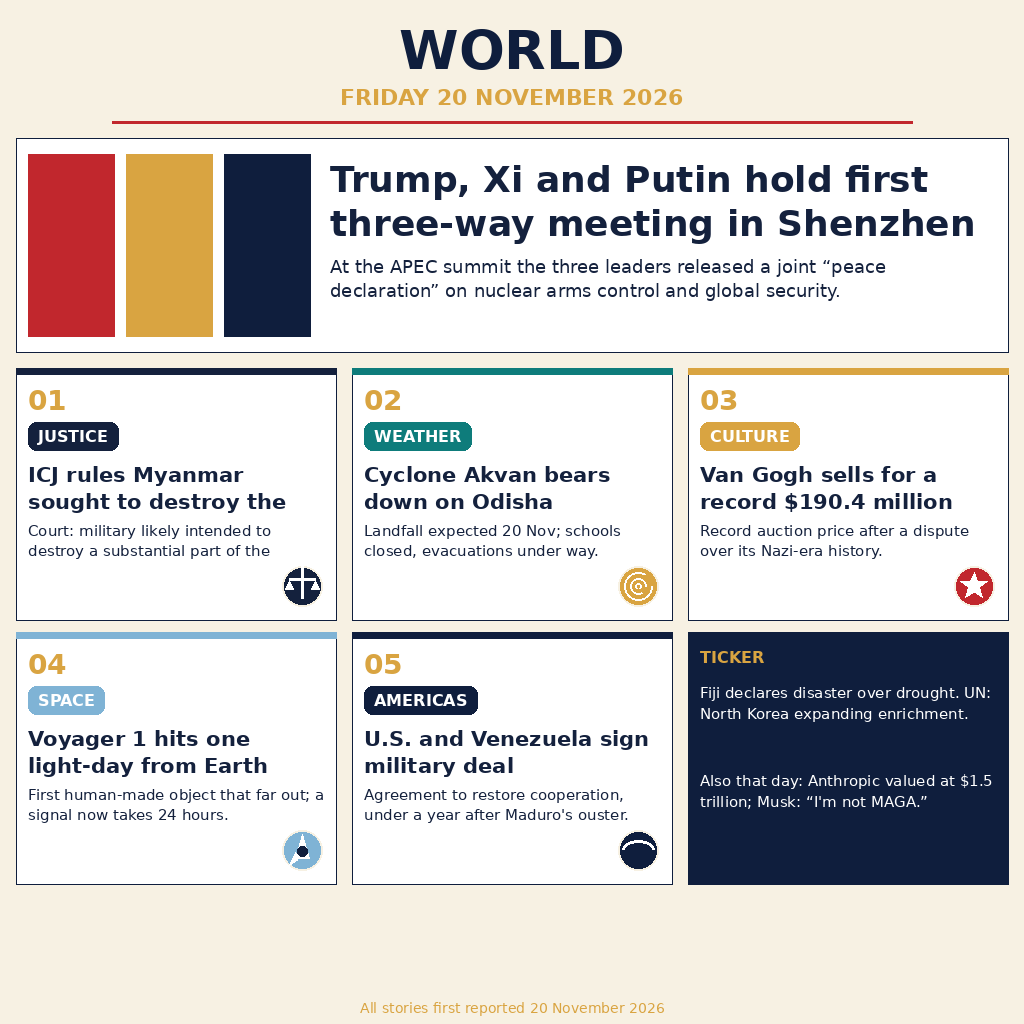 WORLD
FRIDAY 20 NOVEMBER 2026
Trump, Xi and Putin hold first
three-way meeting in Shenzhen
At the APEC summit the three leaders released a joint “peace
declaration” on nuclear arms control and global security.
01
JUSTICE
ICJ rules Myanmar
sought to destroy the
Court: military likely intended to
destroy a substantial part of the
02
WEATHER
Cyclone Akvan bears
down on Odisha
Landfall expected 20 Nov; schools
closed, evacuations under way.
03
CULTURE
Van Gogh sells for a
record $190.4 million
Record auction price after a dispute
over its Nazi-era history.
04
SPACE
Voyager 1 hits one
light-day from Earth
First human-made object that far out; a
signal now takes 24 hours.
05
AMERICAS
U.S. and Venezuela sign
military deal
Agreement to restore cooperation,
under a year after Maduro's ouster.
TICKER
Fiji declares disaster over drought. UN:
North Korea expanding enrichment.
Also that day: Anthropic valued at $1.5
trillion; Musk: “I'm not MAGA.”
All stories first reported 20 November 2026